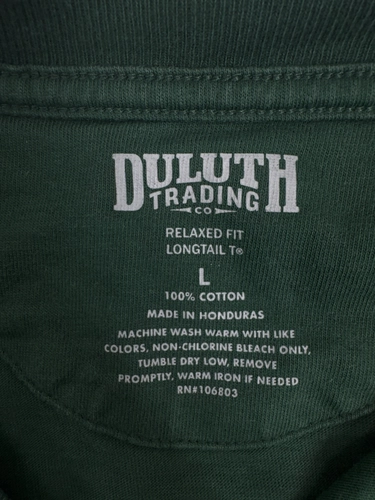 DULUTH
TRADING
CO
RELAXED FIT
LONGTAIL T®
L
100% COTTON
MADE IN HONDURAS
MACHINE WASH WARM WITH LIKE
COLORS, NON-CHLORINE BLEACH ONLY,
TUMBLE DRY LOW, REMOVE
PROMPTLY, WARM IRON IF NEEDED
RN#106803